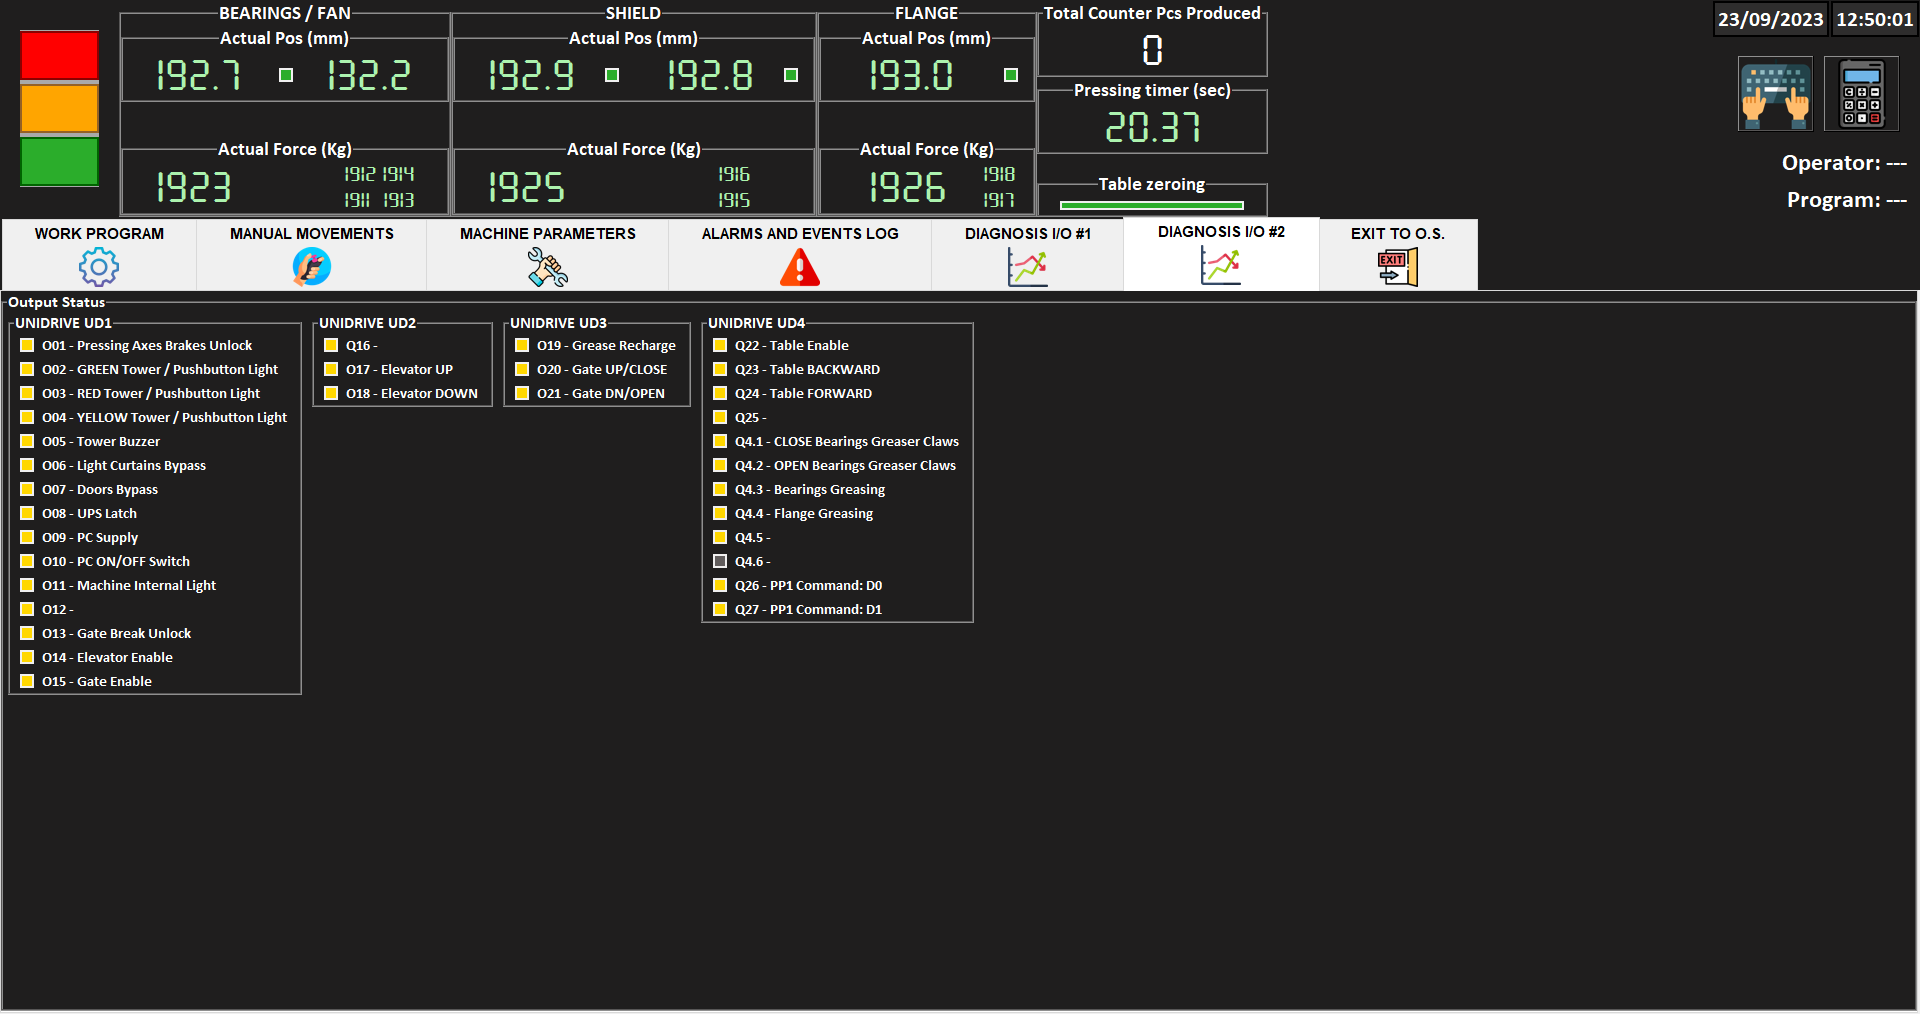 BEARINGS / FAN
SHIELD
FLANGE
Total Counter Pcs Produced
23/09/2023
12:50:01
Actual Pos (mm)
Actual Pos (mm)
Actual Pos (mm)
0
192.7
132.2
192.9
192.8
193.0
Pressing timer (sec)
20.37
Actual Force (Kg)
Actual Force (Kg)
Actual Force (Kg)
Operator: ---
1923
1912 1914
1911 1913
1925
1916
1915
1926
1918
1917
Table zeroing
Program: ---
WORK PROGRAM
MANUAL MOVEMENTS
MACHINE PARAMETERS
ALARMS AND EVENTS LOG
DIAGNOSIS I/O #1
DIAGNOSIS I/O #2
EXIT TO O.S.
EXIT
Output Status
UNIDRIVE UD1
O01 - Pressing Axes Brakes Unlock
O02 - GREEN Tower / Pushbutton Light
O03 - RED Tower / Pushbutton Light
O04 - YELLOW Tower / Pushbutton Light
O05 - Tower Buzzer
O06 - Light Curtains Bypass
O07 - Doors Bypass
O08 - UPS Latch
O09 - PC Supply
O10 - PC ON/OFF Switch
O11 - Machine Internal Light
O12 -
O13 - Gate Break Unlock
O14 - Elevator Enable
O15 - Gate Enable
UNIDRIVE UD2
Q16 -
O17 - Elevator UP
O18 - Elevator DOWN
UNIDRIVE UD3
O19 - Grease Recharge
O20 - Gate UP/CLOSE
O21 - Gate DN/OPEN
UNIDRIVE UD4
Q22 - Table Enable
Q23 - Table BACKWARD
Q24 - Table FORWARD
Q25 -
Q4.1 - CLOSE Bearings Greaser Claws
Q4.2 - OPEN Bearings Greaser Claws
Q4.3 - Bearings Greasing
Q4.4 - Flange Greasing
Q4.5 -
Q4.6 -
Q26 - PP1 Command: D0
Q27 - PP1 Command: D1